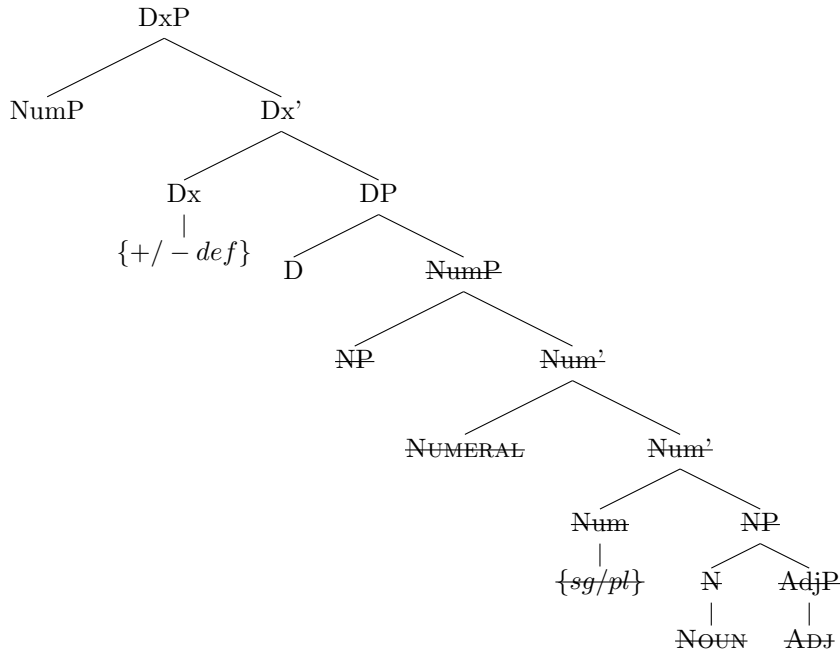 DxP
NumP Dx'
Dx DP
{+/ − def}
D NumP
NP Num'
NUMERAL Num'
Num NP
{sg/pl} N AdjP
NOUN ADJ